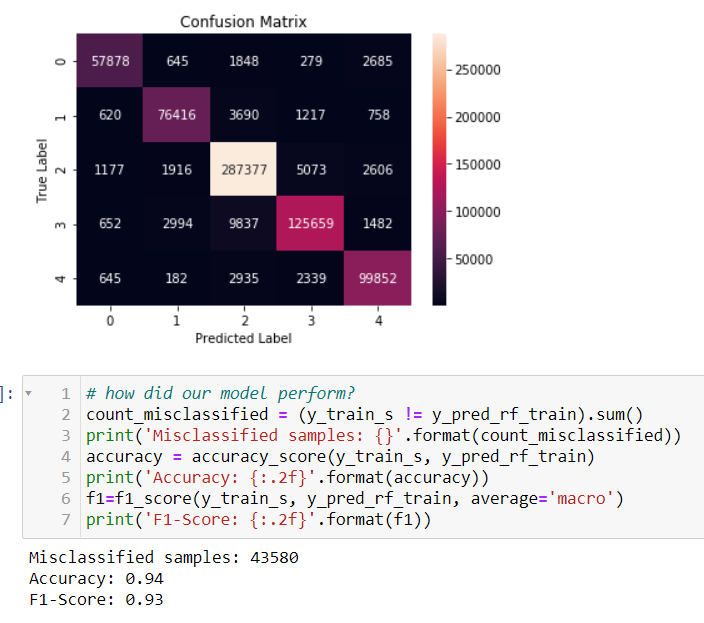 Confusion Matrix
0 57878 645 1848 279 2685
1 620 76416 3690 1217 758
2 1177 1916 287377 5073 2606
3 652 2994 9837 125659 1482
4 645 182 2935 2339 99852
0 1 2 3 4
True Label
Predicted Label
250000
200000
150000
100000
50000
]:
1 # how did our model perform?
2 count_misclassified = (y_train_s != y_pred_rf_train).sum()
3 print('Misclassified samples: {}'.format(count_misclassified))
4 accuracy = accuracy_score(y_train_s, y_pred_rf_train)
5 print('Accuracy: {:.2f}'.format(accuracy))
6 f1=f1_score(y_train_s, y_pred_rf_train, average='macro')
7 print('F1-Score: {:.2f}'.format(f1))
Misclassified samples: 43580
Accuracy: 0.94
F1-Score: 0.93